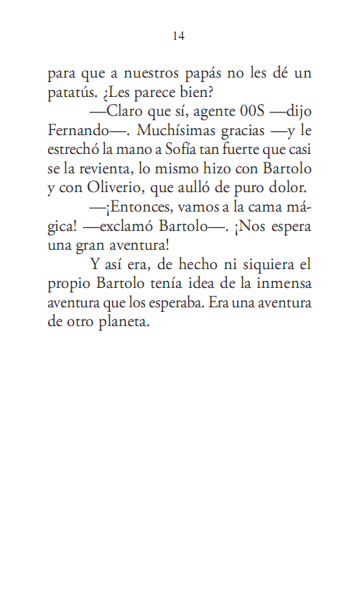 14
para que a nuestros papás no les dé un
patatús. ¿Les parece bien?
—Claro que sí, agente 00S —dijo
Fernando—. Muchísimas gracias —y le
estrechó la mano a Sofía tan fuerte que casi
se la revienta, lo mismo hizo con Bartolo
y con Oliverio, que aulló de puro dolor.
—¡Entonces, vamos a la cama má-
gica! —exclamó Bartolo—. ¡Nos espera
una gran aventura!
Y así era, de hecho ni siquiera el
propio Bartolo tenía idea de la inmensa
aventura que los esperaba. Era una aventura
de otro planeta.